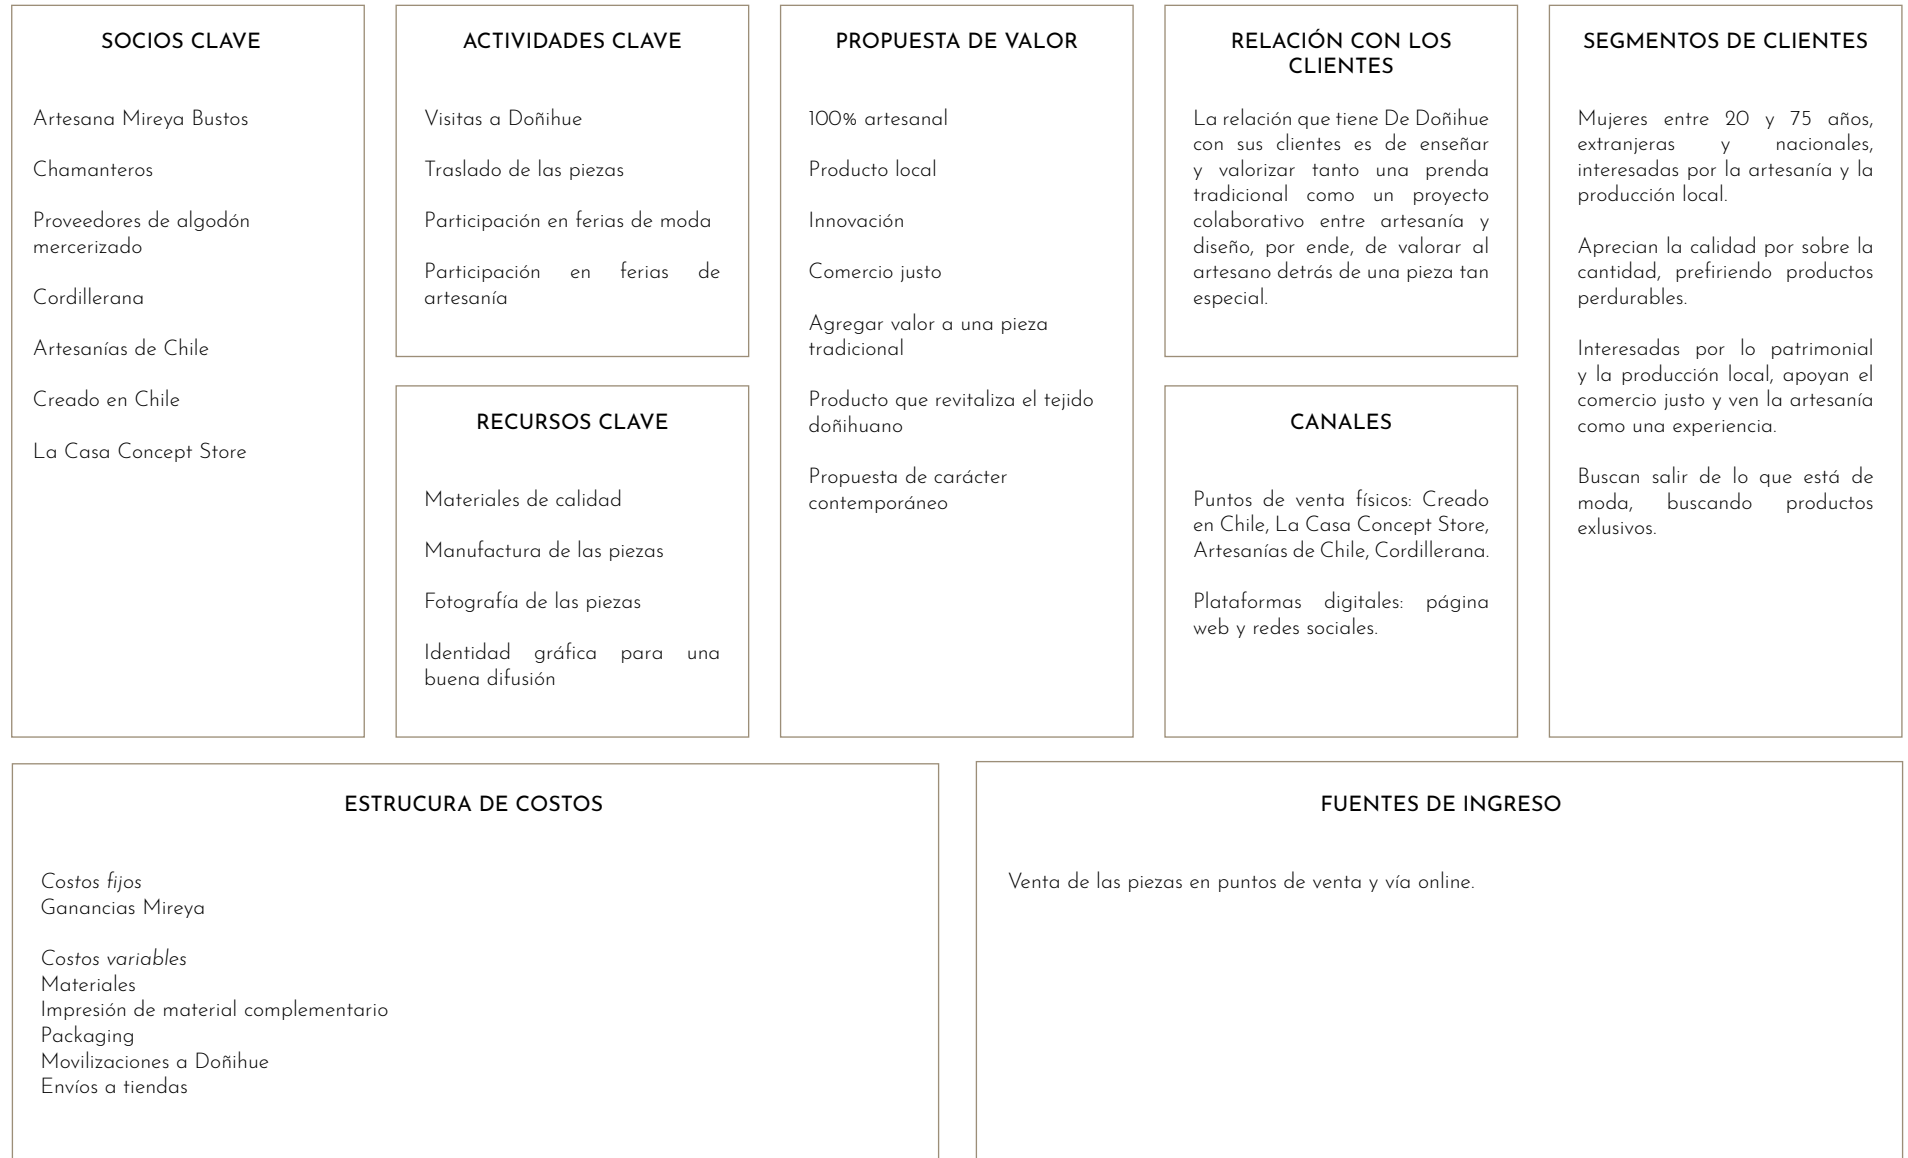 SOCIOS CLAVE
Artesana Mireya Bustos
Chamanteros
Proveedores de algodón
mercerizado
Cordillerana
Artesanías de Chile
Creado en Chile
La Casa Concept Store
ACTIVIDADES CLAVE
Visitas a Doñihue
Traslado de las piezas
Participación en ferias de moda
Participación en ferias de
artesanía
RECURSOS CLAVE
Materiales de calidad
Manufactura de las piezas
Fotografía de las piezas
Identidad gráfica para una
buena difusión
PROPUESTA DE VALOR
100% artesanal
Producto local
Innovación
Comercio justo
Agregar valor a una pieza
tradicional
Producto que revitaliza el tejido
doñihuano
Propuesta de carácter
contemporáneo
RELACIÓN CON LOS
CLIENTES
La relación que tiene De Doñihue
con sus clientes es de enseñar
y valorizar tanto una prenda
tradicional como un proyecto
colaborativo entre artesanía y
diseño, por ende, de valorar al
artesano detrás de una pieza tan
especial.
CANALES
Puntos de venta físicos: Creado
en Chile, La Casa Concept Store,
Artesanías de Chile, Cordillerana.
Plataformas digitales: página
web y redes sociales.
SEGMENTOS DE CLIENTES
Mujeres entre 20 y 75 años,
extranjeras y nacionales,
interesadas por la artesanía y la
producción local.
Aprecian la calidad por sobre la
cantidad, prefiriendo productos
perdurables.
Interesadas por lo patrimonial
y la producción local, apoyan el
comercio justo y ven la artesanía
como una experiencia.
Buscan salir de lo que está de
moda, buscando productos
exlusivos.
ESTRUCURA DE COSTOS
Costos fijos
Ganancias Mireya
Costos variables
Materiales
Impresión de material complementario
Packaging
Movilizaciones a Doñihue
Envíos a tiendas
FUENTES DE INGRESO
Venta de las piezas en puntos de venta y vía online.